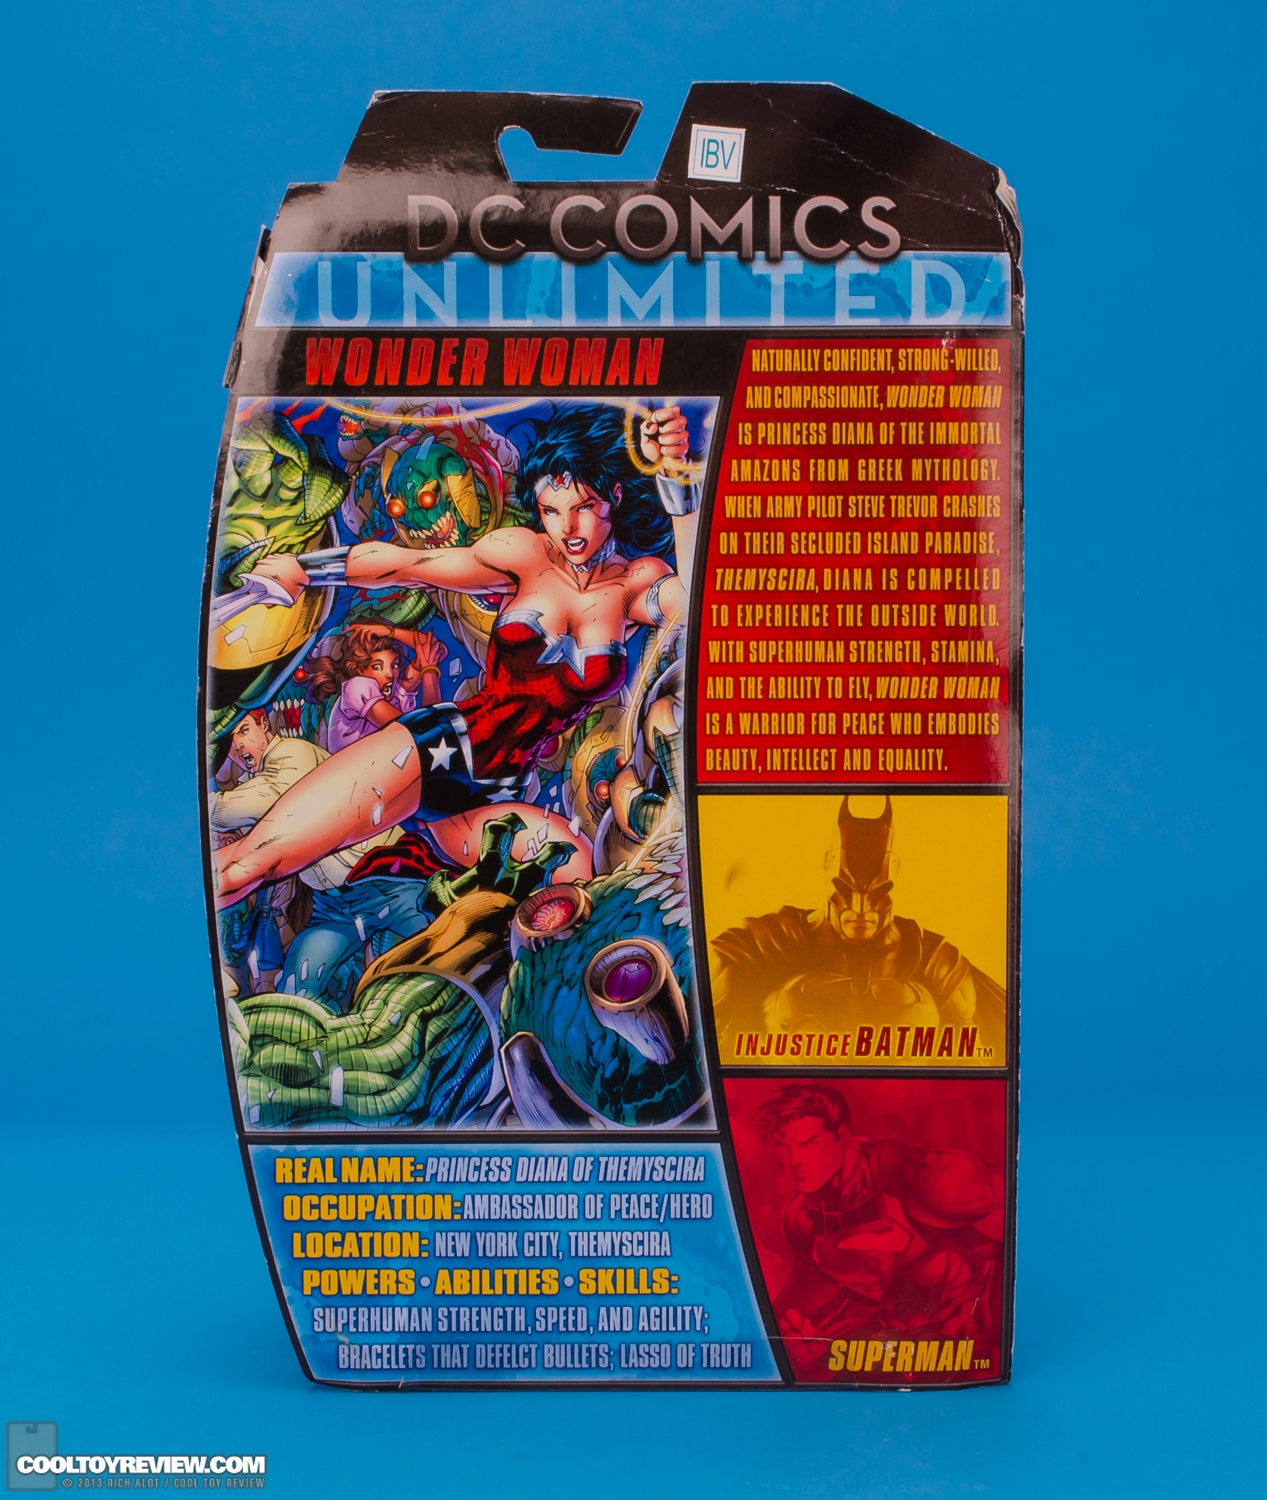 IBV
DC COMICS
UNLIMITED
WONDER WOMAN
NATURALLY CONFIDENT, STRONG-WILLED,
AND COMPASSIONATE, WONDER WOMAN
IS PRINCESS DIANA OF THE IMMORTAL
AMAZONS FROM GREEK MYTHOLOGY.
WHEN ARMY PILOT STEVE TREVOR CRASHES
ON THEIR SECLUDED ISLAND PARADISE,
THEMYSCIRA, DIANA IS COMPELLED
TO EXPERIENCE THE OUTSIDE WORLD.
WITH SUPERHUMAN STRENGTH, STAMINA,
AND THE ABILITY TO FLY, WONDER WOMAN
IS A WARRIOR FOR PEACE WHO EMBODIES
BEAUTY, INTELLECT AND EQUALITY.
INJUSTICE BATMAN™
SUPERMAN™
REAL NAME: PRINCESS DIANA OF THEMYSCIRA
OCCUPATION: AMBASSADOR OF PEACE/HERO
LOCATION: NEW YORK CITY, THEMYSCIRA
POWERS • ABILITIES • SKILLS:
SUPERHUMAN STRENGTH, SPEED, AND AGILITY;
BRACELETS THAT DEFELCT BULLETS; LASSO OF TRUTH
COOLTOYREVIEW.COM
© 2013 RICH ALOT / COOL TOY REVIEW